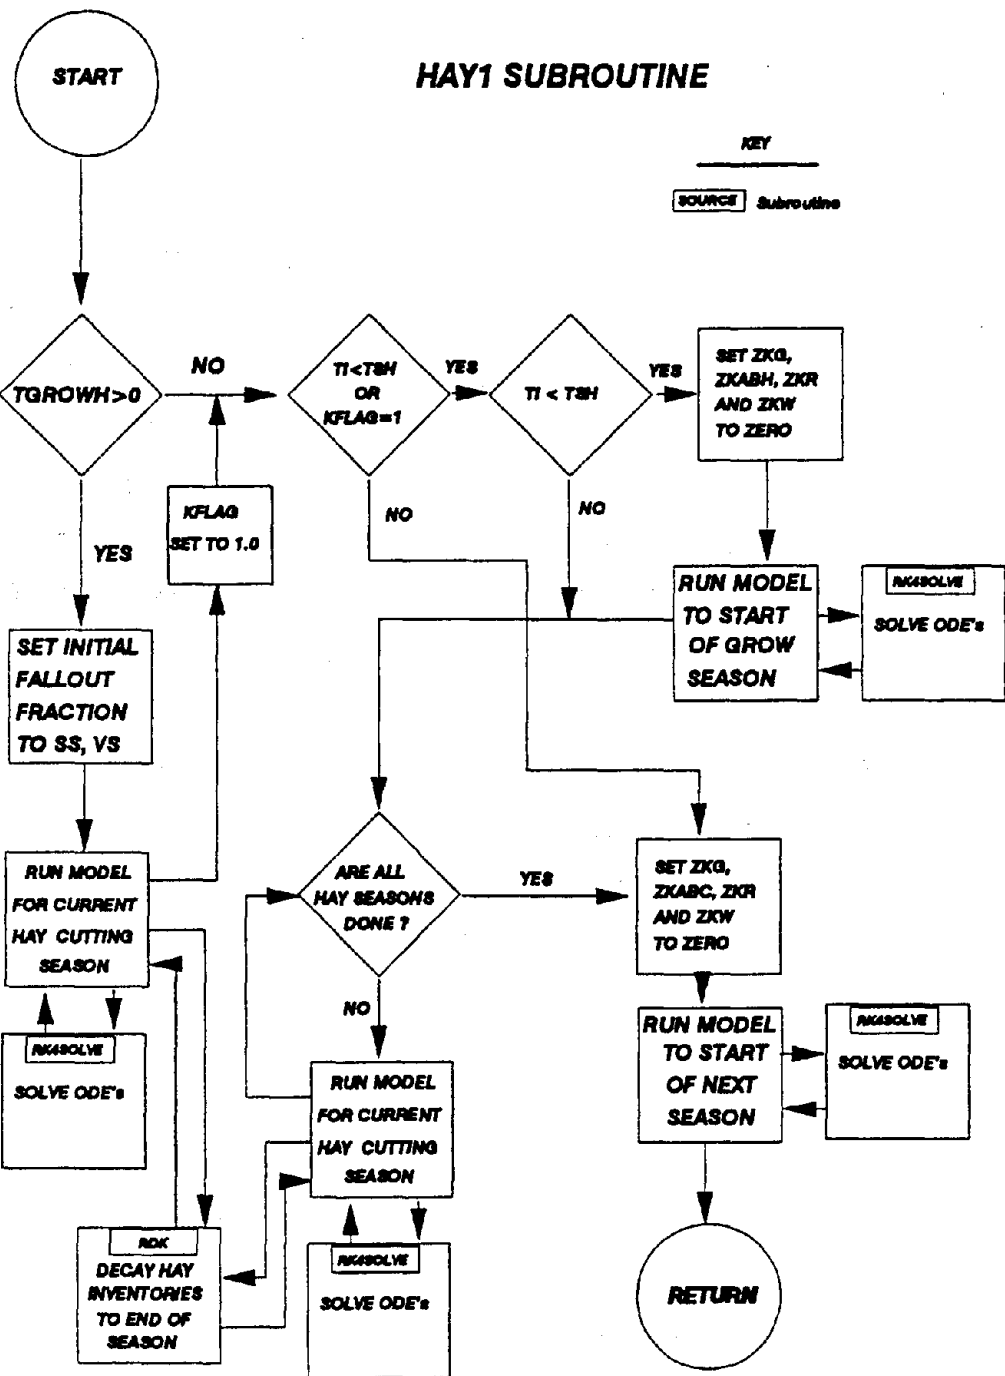 START
HAY1 SUBROUTINE
KEY
SOURCE Subroutine
TGROWH>0
NO
TI<TSH
OR
KFLAG=1
YES
TI < TSH
YES
SET ZKG,
ZKABH, ZKR
AND ZKW
TO ZERO
KFLAG
SET TO 1.0
NO
NO
YES
RUN MODEL
TO START
OF GROW
SEASON
RK4SOLVE
SOLVE ODE's
SET INITIAL
FALLOUT
FRACTION
TO SS, VS
RUN MODEL
FOR CURRENT
HAY CUTTING
SEASON
ARE ALL
HAY SEASONS
DONE ?
YES
SET ZKG,
ZKABC, ZKR
AND ZKW
TO ZERO
NO
RK4SOLVE
SOLVE ODE's
RUN MODEL
FOR CURRENT
HAY CUTTING
SEASON
RUN MODEL
TO START
OF NEXT
SEASON
RK4SOLVE
SOLVE ODE's
RDK
DECAY HAY
INVENTORIES
TO END OF
SEASON
RK4SOLVE
SOLVE ODE's
RETURN